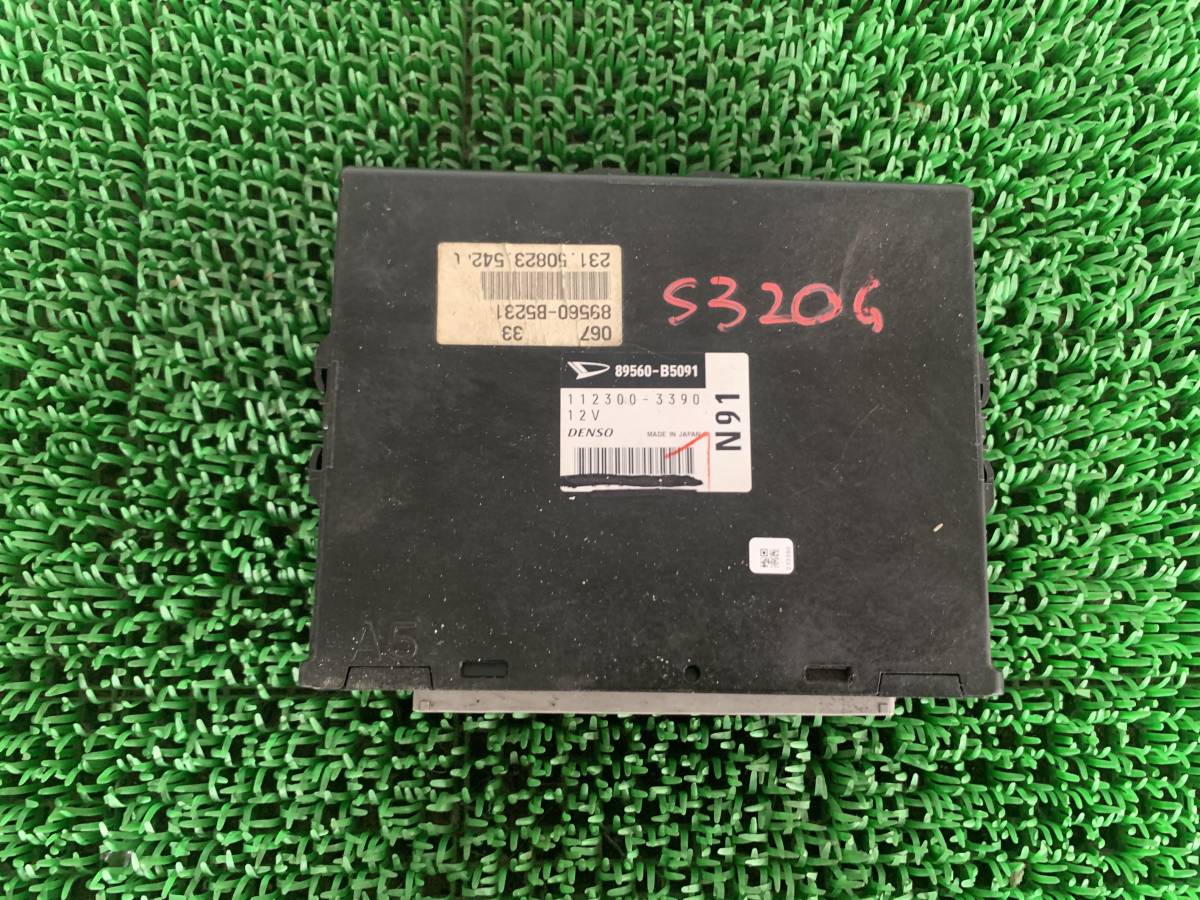 067 33
89560-B5231
231.50823.542
S320G
89560-B5091
112300-3390
12V
DENSO MADE IN JAPAN
N91
A5